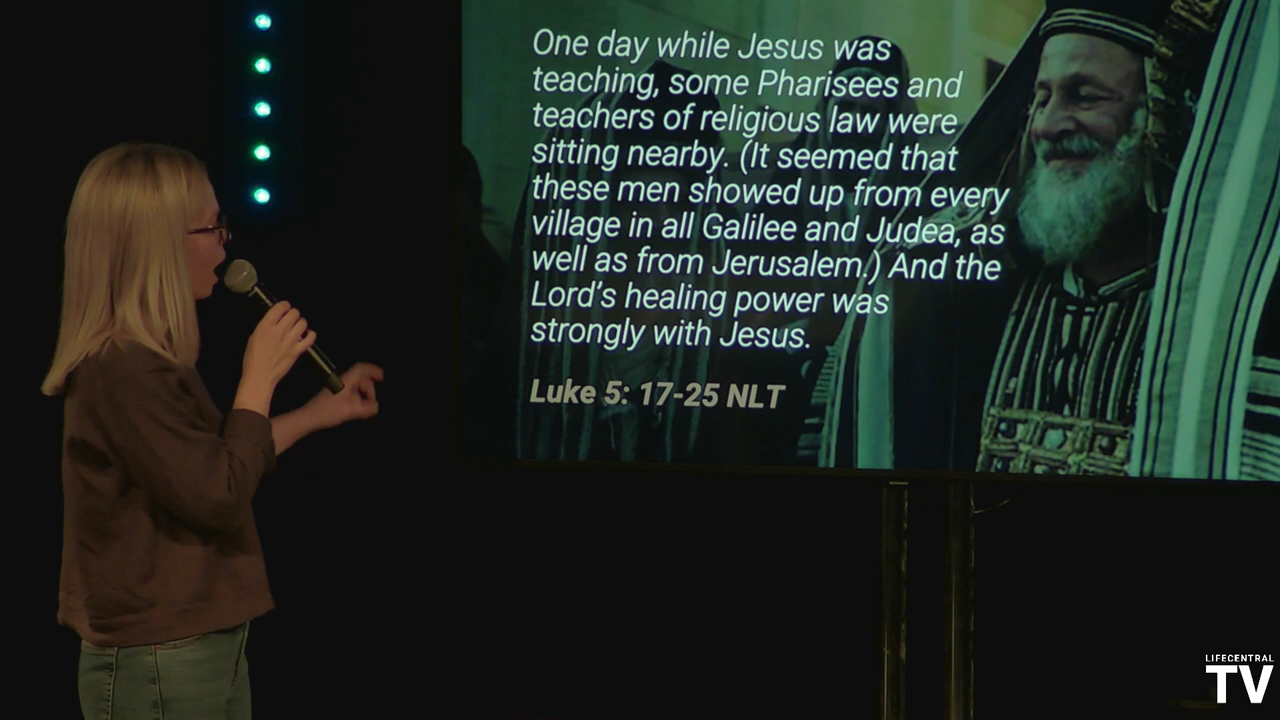 One day while Jesus was
teaching, some Pharisees and
teachers of religious law were
sitting nearby. (It seemed that
these men showed up from every
village in all Galilee and Judea, as
well as from Jerusalem.) And the
Lord's healing power was
strongly with Jesus.
Luke 5: 17-25 NLT
LIFECENTRAL
TV